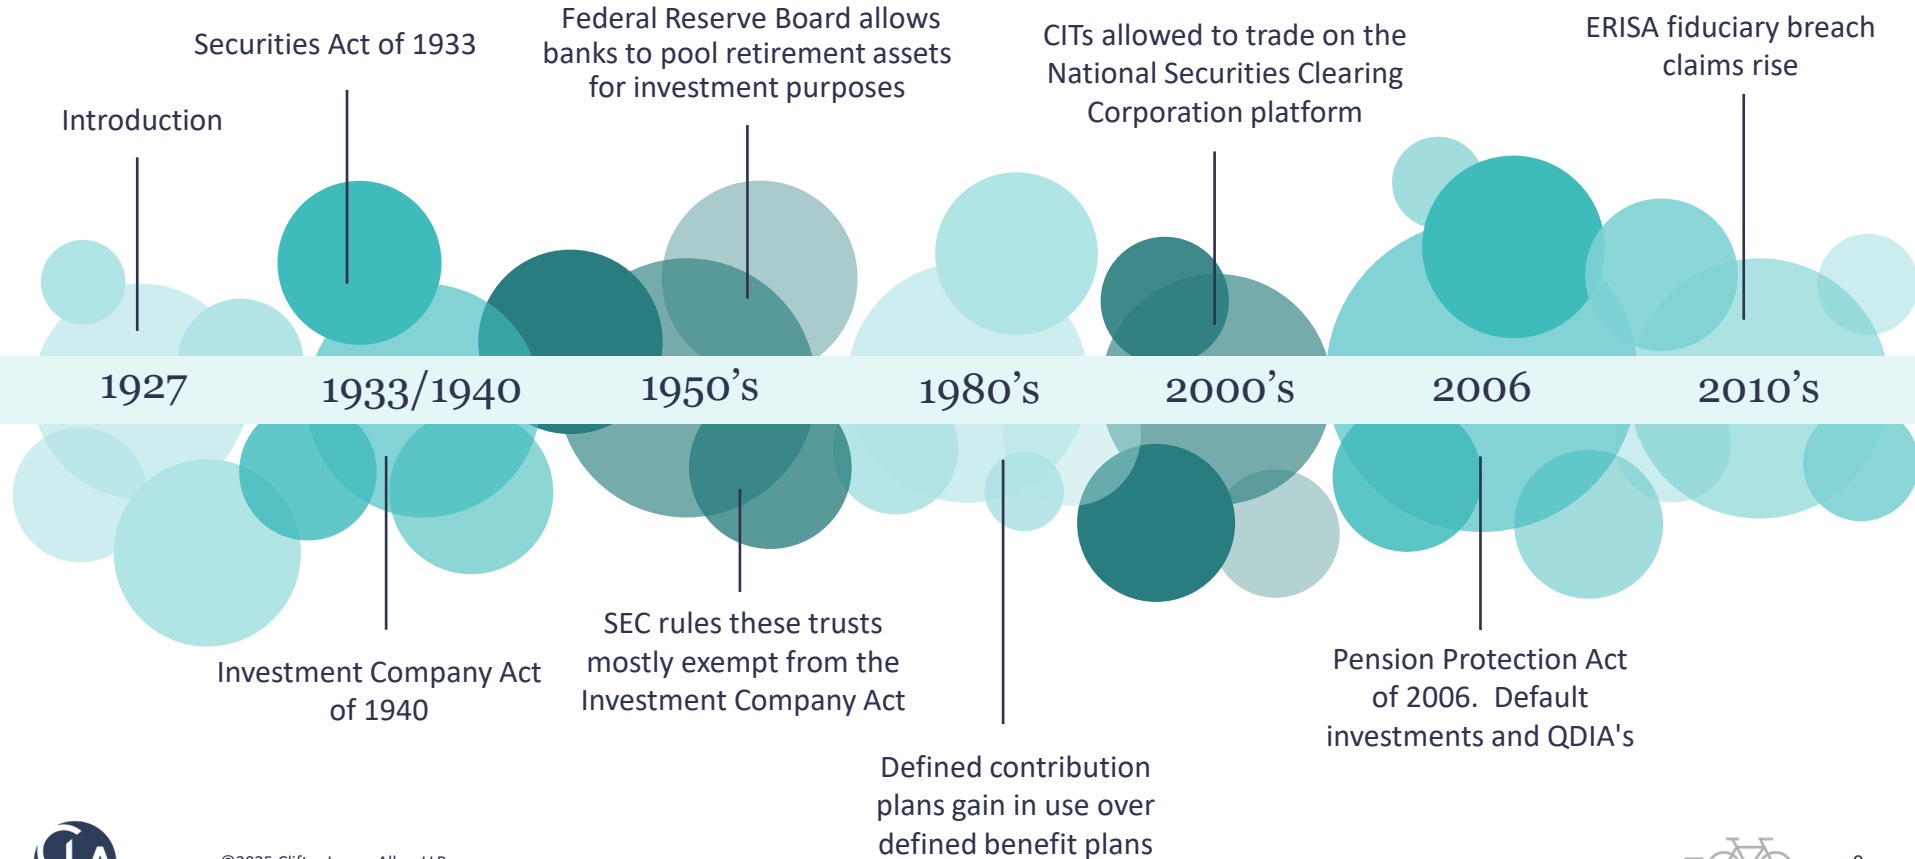 Securities Act of 1933
Introduction
Federal Reserve Board allows
banks to pool retirement assets
for investment purposes
CITs allowed to trade on the
National Securities Clearing
Corporation platform
ERISA fiduciary breach
claims rise
1927
1933/1940
1950's
1980's
2000's
2006
2010's
Investment Company Act
of 1940
SEC rules these trusts
mostly exempt from the
Investment Company Act
Defined contribution
plans gain in use over
defined benefit plans
Pension Protection Act
of 2006.  Default
investments and QDIA's